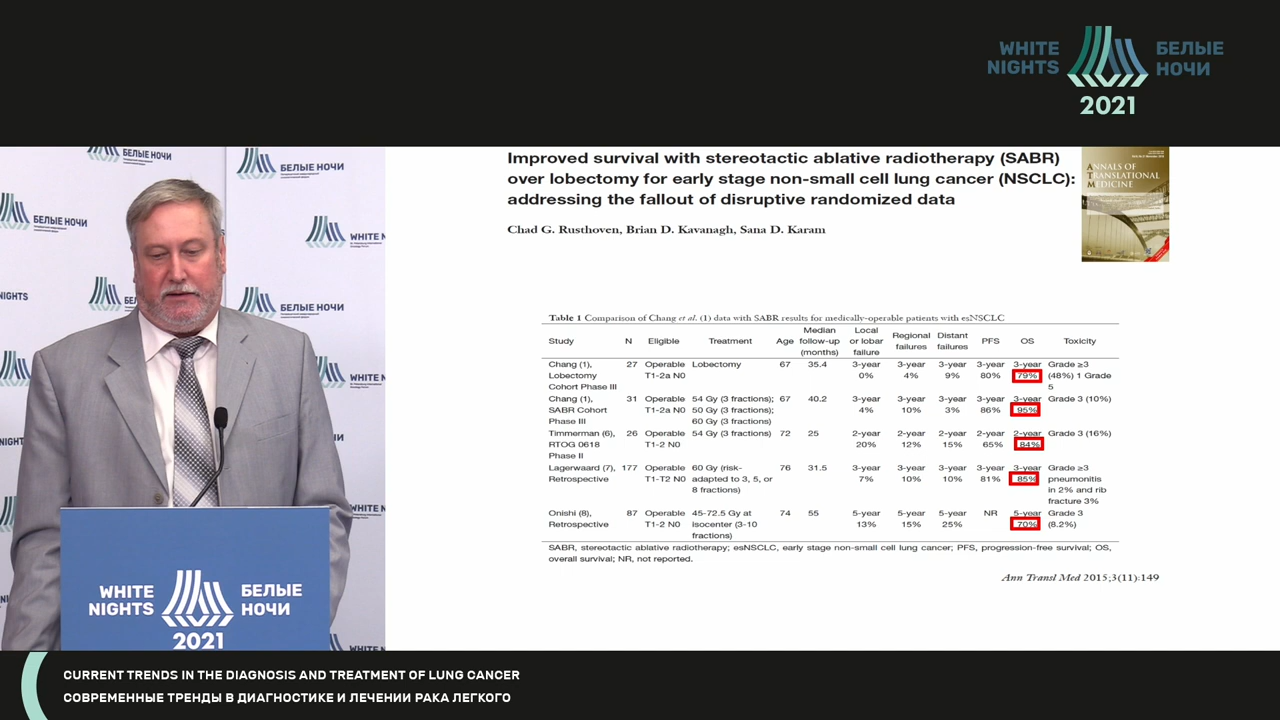 WHITE
NIGHTS
БЕЛЫЕ
НОЧИ
2021
БЕЛЫЕ НОЧИ
БЕЛЫЕ НОЧИ
БЕЛЫЕ НОЧИ
WHITE N
NIGHTS
БЕЛЫЕ НОЧИ
WHITE N
WHITE
NIGHTS
БЕЛЫЕ
НОЧИ
2021
Improved survival with stereotactic ablative radiotherapy (SABR)
over lobectomy for early stage non-small cell lung cancer (NSCLC):
addressing the fallout of disruptive randomized data
Chad G. Rusthoven, Brian D. Kavanagh, Sana D. Karam
ANNALS OF
TRANSLATIONAL
MEDICINE
Table 1 Comparison of Chang et al. (1) data with SABR results for medically-operable patients with esNSCLC
Study N Eligible Treatment Age Median follow-up (months) Local or lobar failure Regional failures Distant failures PFS OS Toxicity
Chang (1), 27 Operable Lobectomy 67 35.4 3-year 3-year 3-year 3-year 3-year Grade ≥3
Lobectomy T1-2a N0 0% 4% 9% 80% 79% (48%) 1 Grade
Cohort Phase III 5
Chang (1), 31 Operable 54 Gy (3 fractions); 67 40.2 3-year 3-year 3-year 3-year 3-year Grade 3 (10%)
SABR Cohort T1-2a N0 50 Gy (3 fractions); 4% 10% 3% 86% 95%
Phase III 60 Gy (3 fractions)
Timmerman (6), 26 Operable 54 Gy (3 fractions) 72 25 2-year 2-year 2-year 2-year 2-year Grade 3 (16%)
RTOG 0618 T1-2 N0 20% 12% 15% 65% 84%
Phase II
Lagerwaard (7), 177 Operable 60 Gy (risk- 76 31.5 3-year 3-year 3-year 3-year 3-year Grade ≥3
Retrospective T1-T2 N0 adapted to 3, 5, or 7% 10% 10% 81% 85% pneumonitis
8 fractions) in 2% and rib
fracture 3%
Onishi (8), 87 Operable 45-72.5 Gy at 74 55 5-year 5-year 5-year NR 5-year Grade 3
Retrospective T1-2 N0 isocenter (3-10 13% 15% 25% 70% (8.2%)
fractions)
SABR, stereotactic ablative radiotherapy; esNSCLC, early stage non-small cell lung cancer; PFS, progression-free survival; OS,
overall survival; NR, not reported.
Ann Transl Med 2015;3(11):149
CURRENT TRENDS IN THE DIAGNOSIS AND TREATMENT OF LUNG CANCER
СОВРЕМЕННЫЕ ТРЕНДЫ В ДИАГНОСТИКЕ И ЛЕЧЕНИИ РАКА ЛЕГКОГО